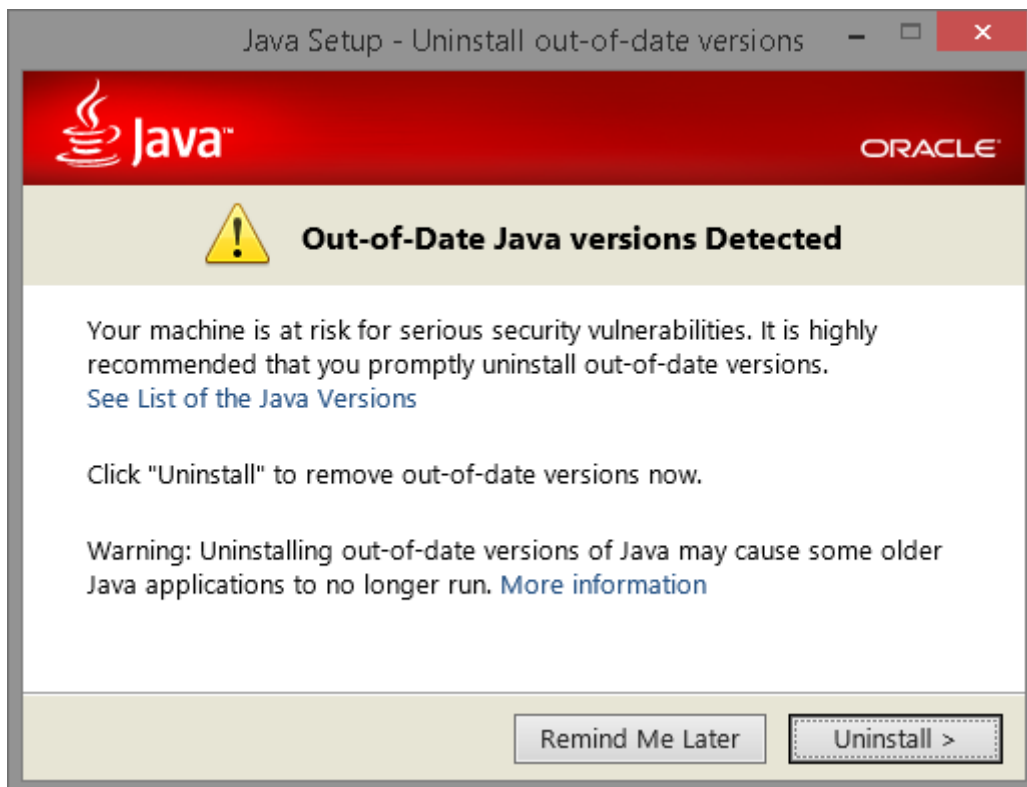 Java Setup - Uninstall out-of-date versions
Java™
ORACLE®
Out-of-Date Java versions Detected
Your machine is at risk for serious security vulnerabilities. It is highly
recommended that you promptly uninstall out-of-date versions.
See List of the Java Versions
Click "Uninstall" to remove out-of-date versions now.
Warning: Uninstalling out-of-date versions of Java may cause some older
Java applications to no longer run. More information
Remind Me Later
Uninstall >